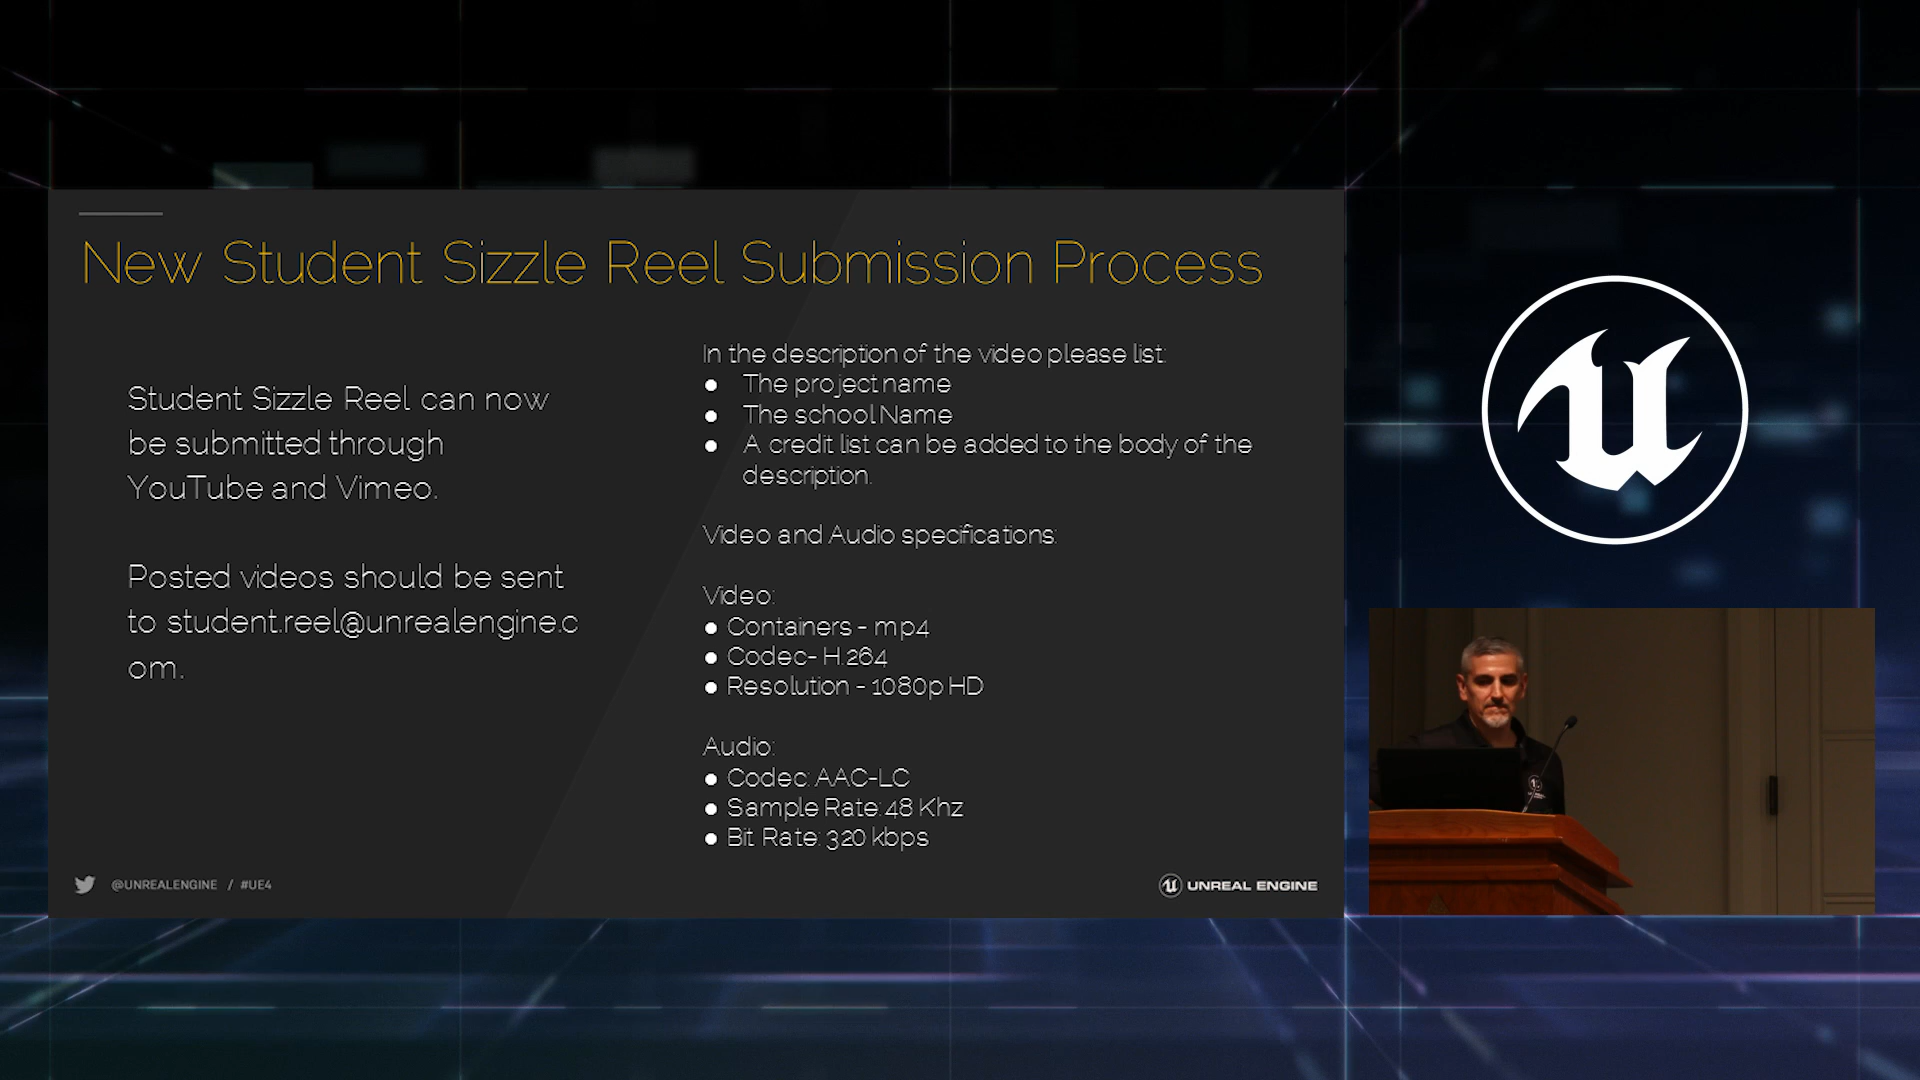 New Student Sizzle Reel Submission Process
Student Sizzle Reel can now
be submitted through
YouTube and Vimeo.
Posted videos should be sent
to student.reel@unrealengine.c
om.
In the description of the video please list:
● The project name
● The school Name
● A credit list can be added to the body of the
description.
Video and Audio specifications:
Video:
● Containers - mp4
● Codec- H.264
● Resolution - 1080p HD
Audio:
● Codec: AAC-LC
● Sample Rate: 48 Khz
● Bit Rate: 320 kbps
@UNREALENGINE / #UE4
UNREAL ENGINE